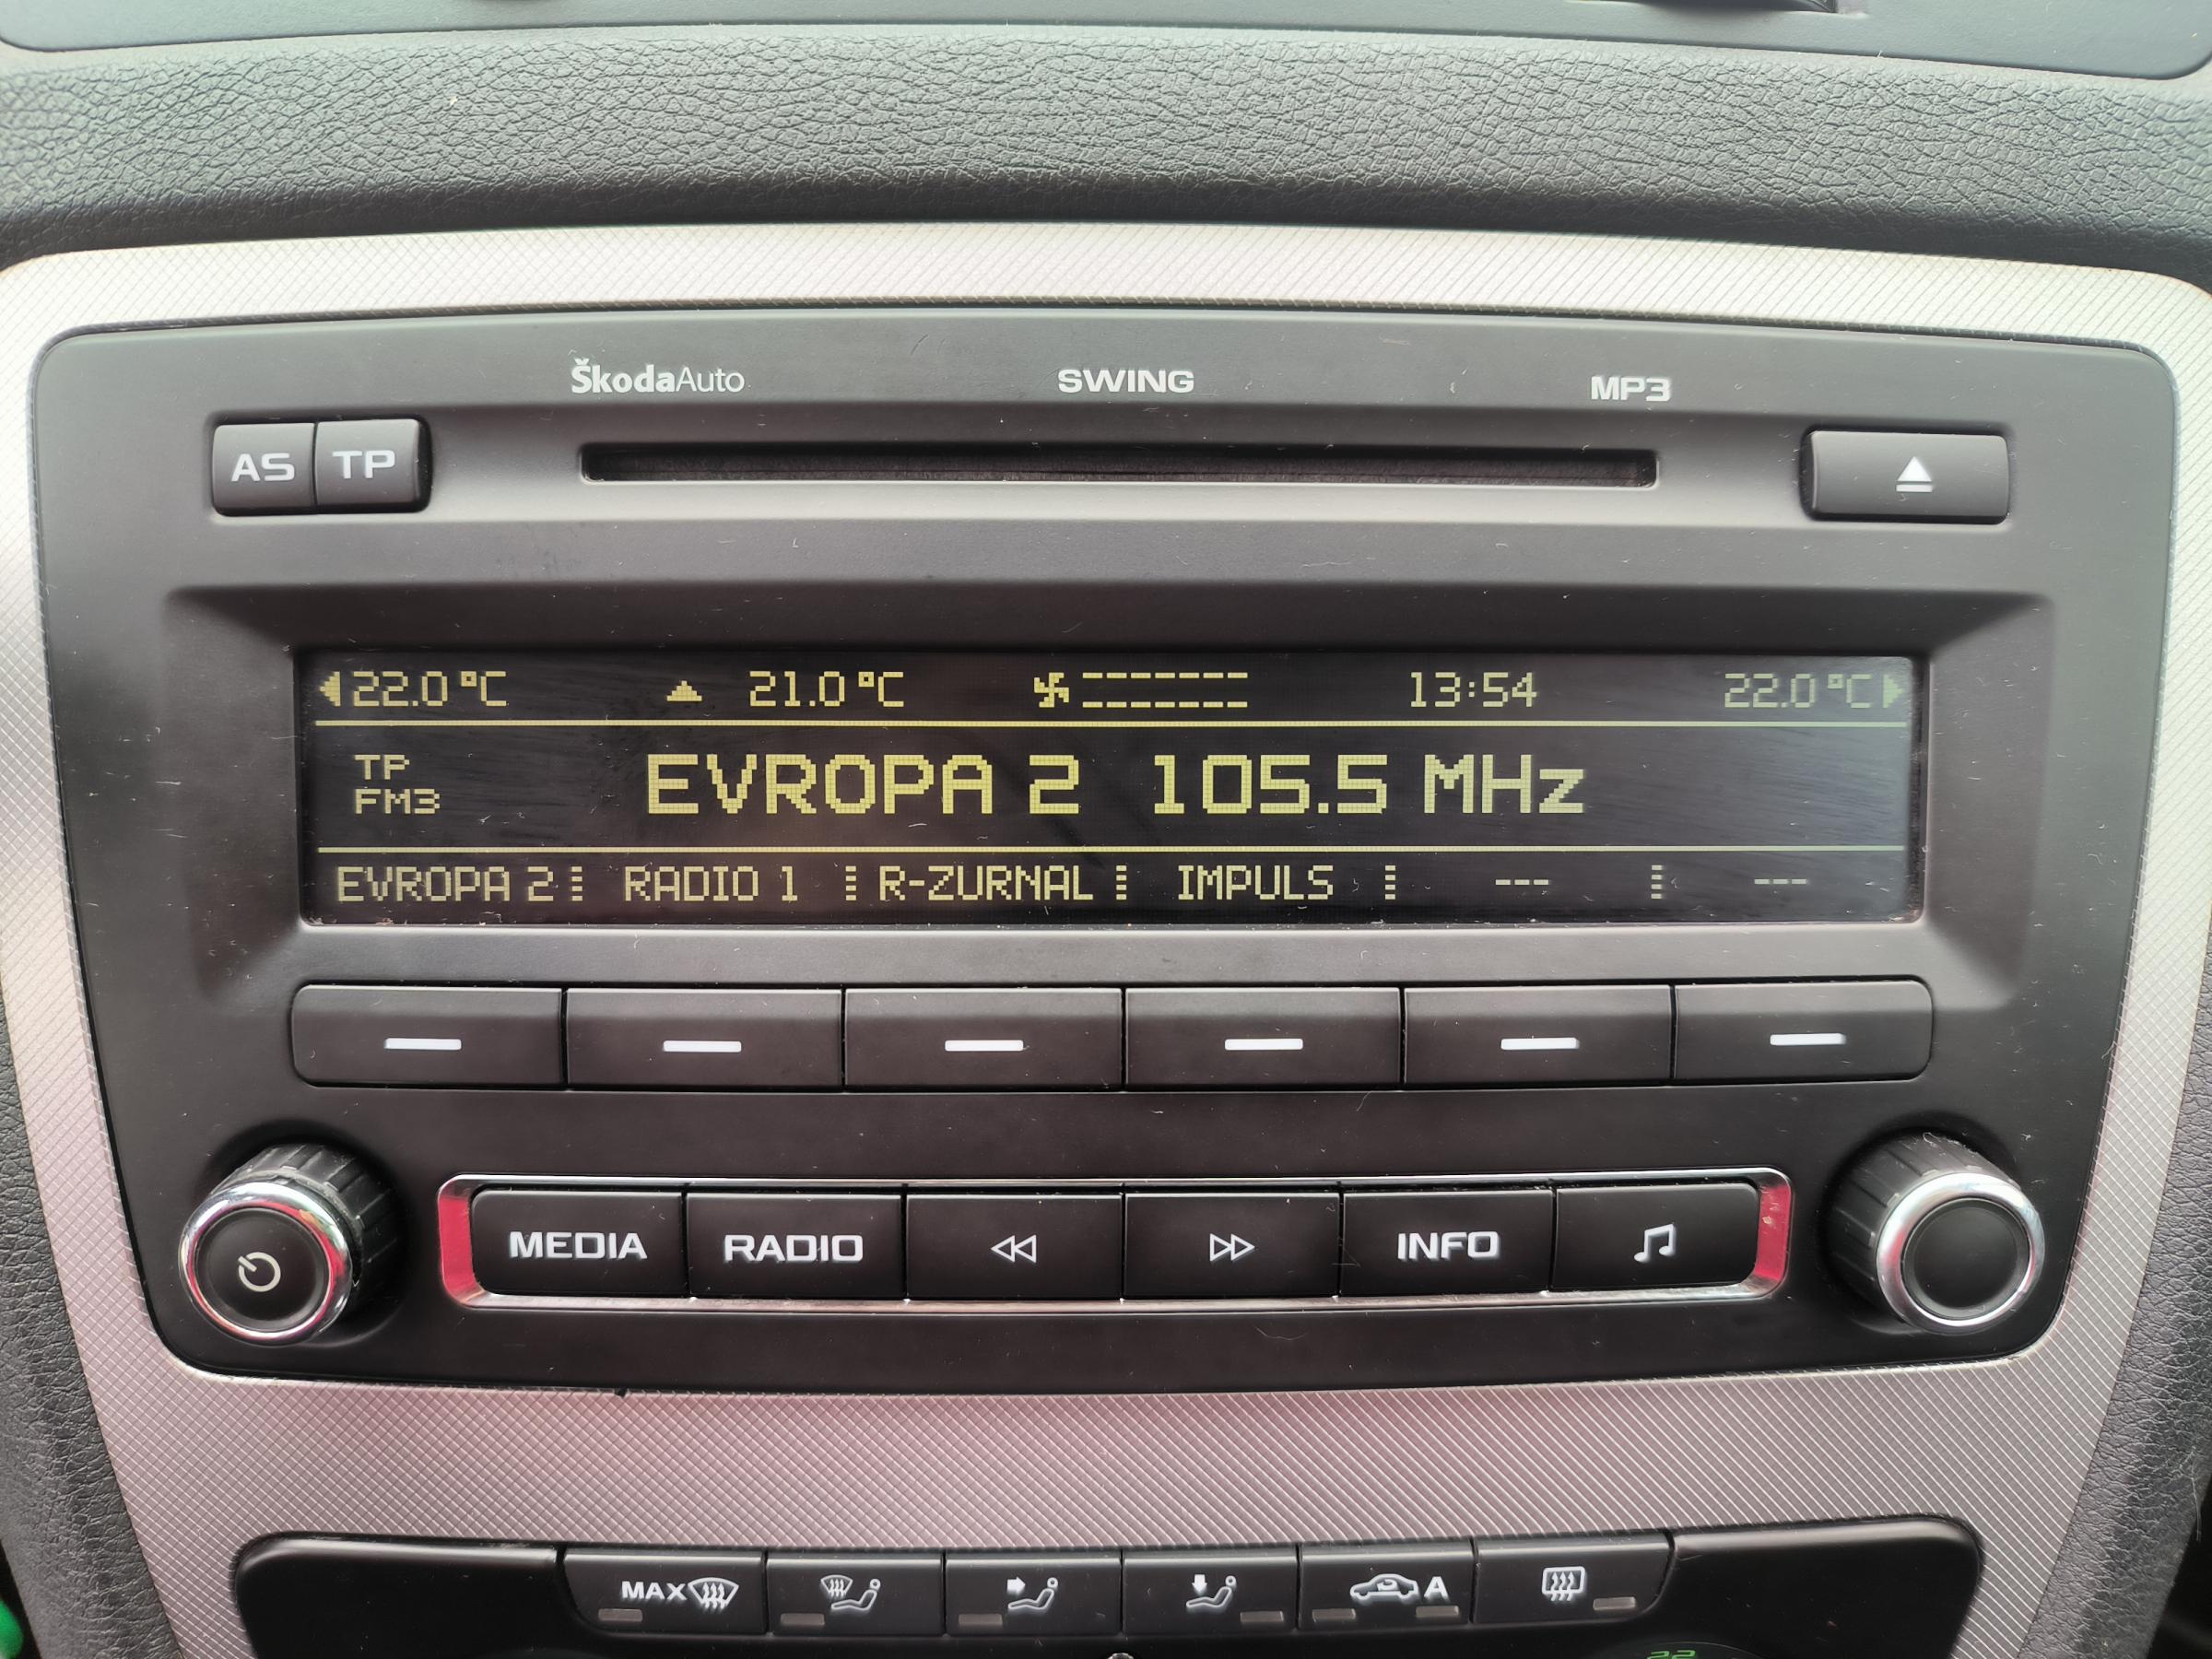 ŠkodaAuto SWING MP3
AS TP
22.0 °C 21.0 °C 13:54 22.0 °C
TP
FM3
EVROPA 2 105.5 MHz
EVROPA 2 RADIO 1 R-ZURNAL IMPULS --- ---
MEDIA RADIO INFO
MAX A
22